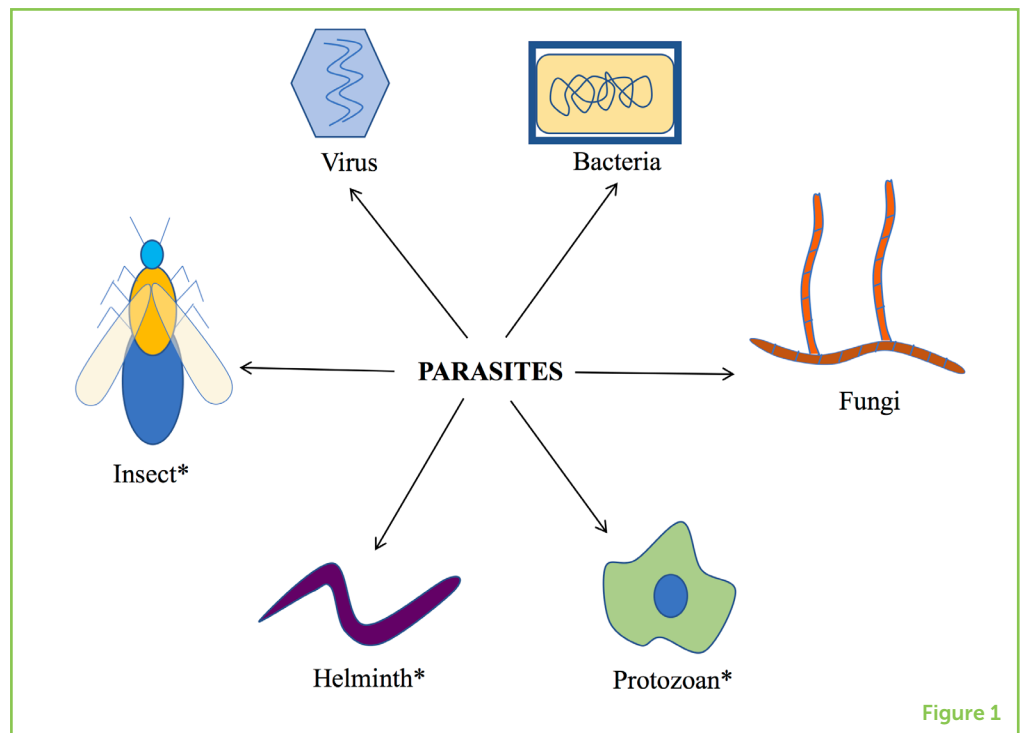 Virus
Bacteria
PARASITES
Fungi
Insect*
Helminth*
Protozoan*
Figure 1